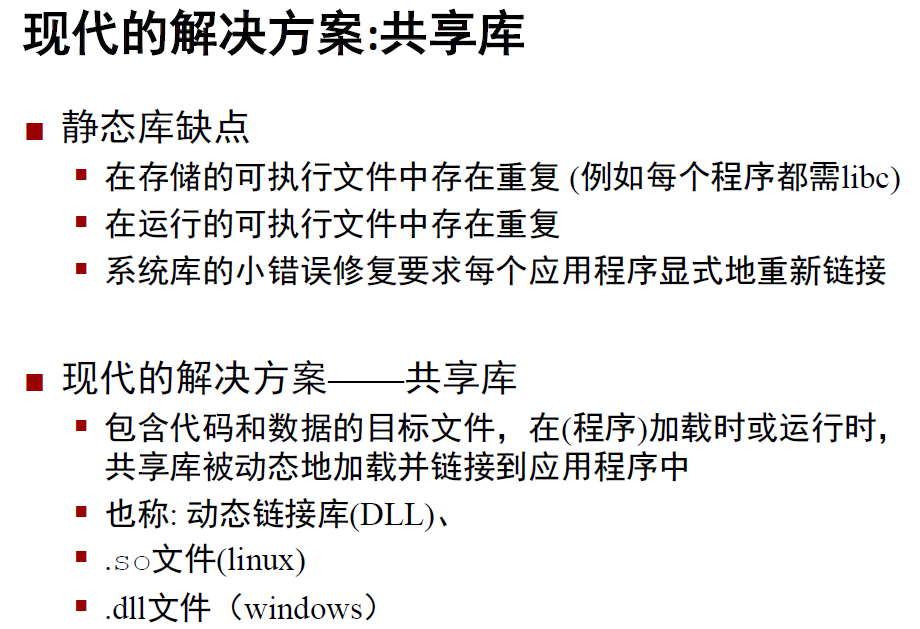 现代的解决方案:共享库
静态库缺点
在存储的可执行文件中存在重复 (例如每个程序都需libc)
在运行的可执行文件中存在重复
系统库的小错误修复要求每个应用程序显式地重新链接
现代的解决方案——共享库
包含代码和数据的目标文件，在(程序)加载时或运行时，
共享库被动态地加载并链接到应用程序中
也称: 动态链接库(DLL)、
.so文件(linux)
.dll文件（windows）